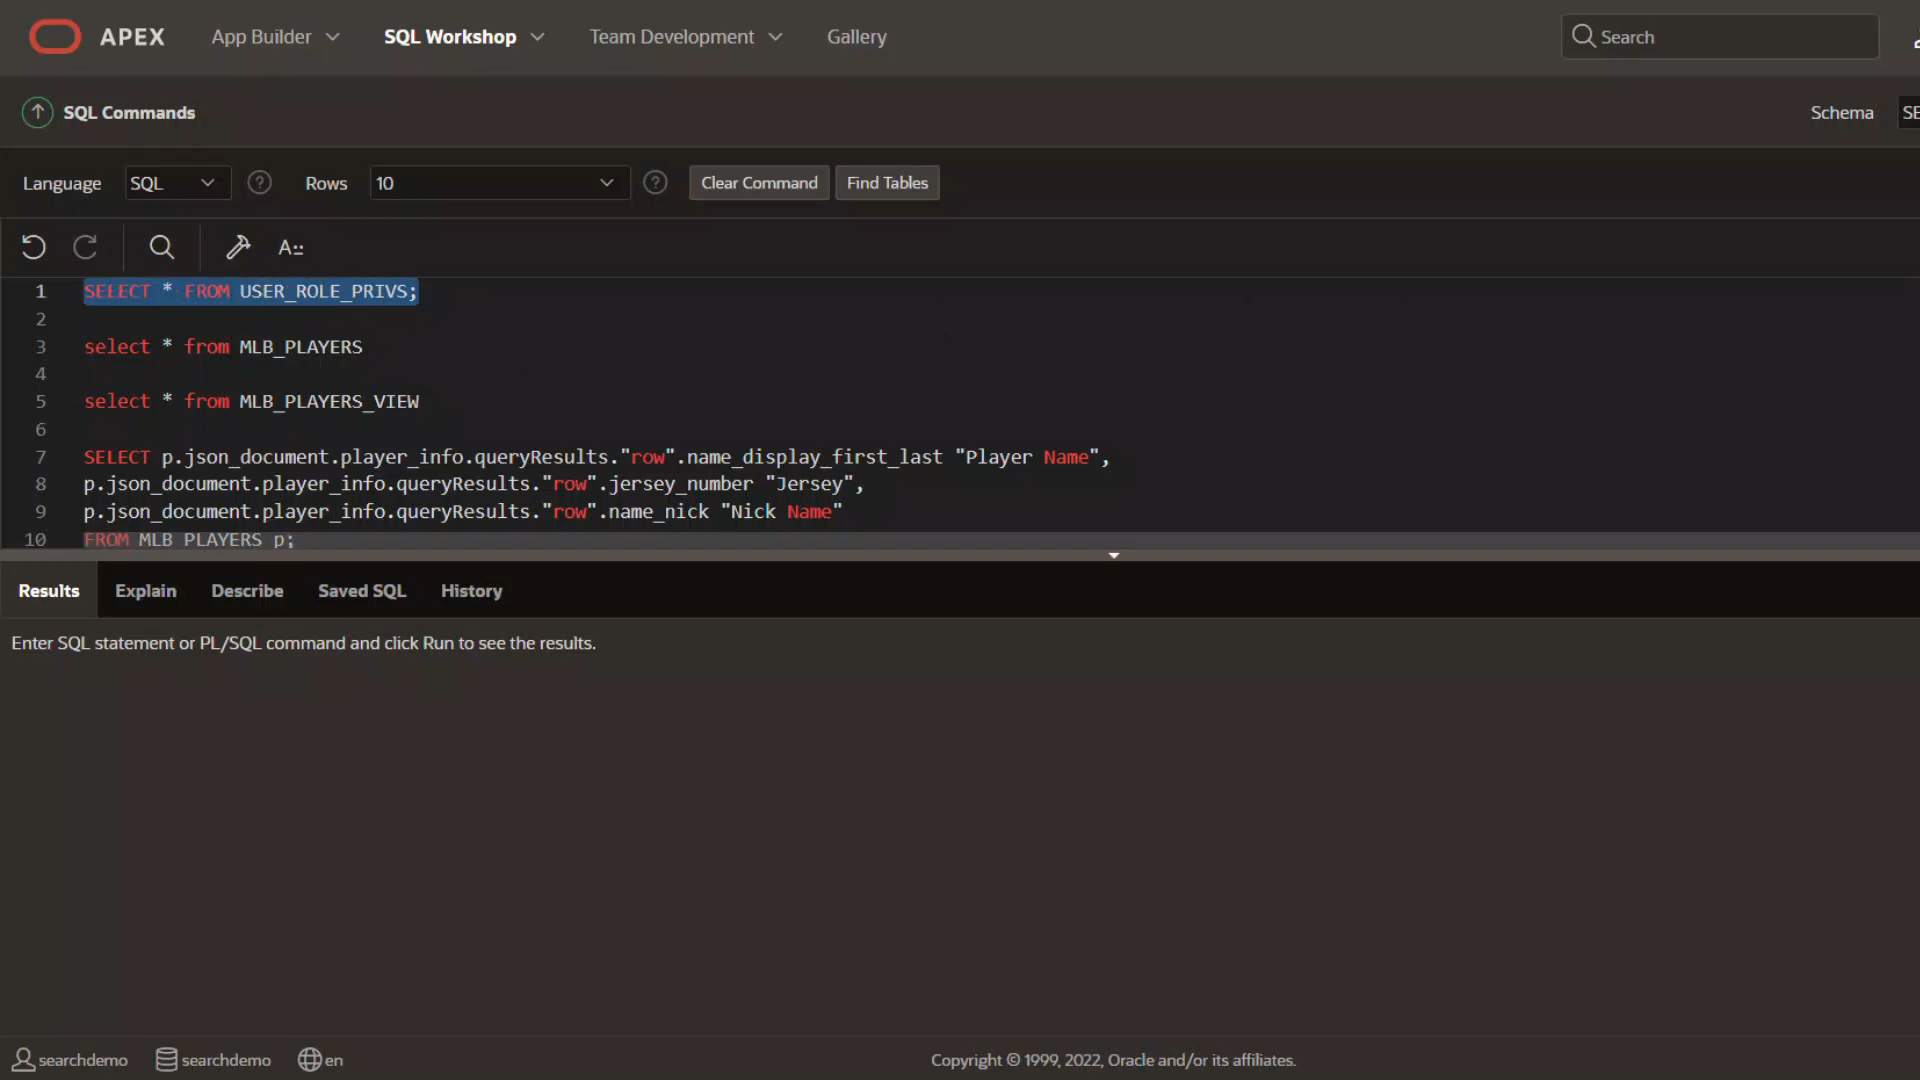 APEX App Builder SQL Workshop Team Development Gallery Search
SQL Commands Schema SE
Language SQL ? Rows 10 ? Clear Command Find Tables
A::
1 SELECT * FROM USER_ROLE_PRIVS;
2
3 select * from MLB_PLAYERS
4
5 select * from MLB_PLAYERS_VIEW
6
7 SELECT p.json_document.player_info.queryResults."row".name_display_first_last "Player Name",
8 p.json_document.player_info.queryResults."row".jersey_number "Jersey",
9 p.json_document.player_info.queryResults."row".name_nick "Nick Name"
10 FROM MLB_PLAYERS p;
Results Explain Describe Saved SQL History
Enter SQL statement or PL/SQL command and click Run to see the results.
searchdemo searchdemo en Copyright © 1999, 2022, Oracle and/or its affiliates.